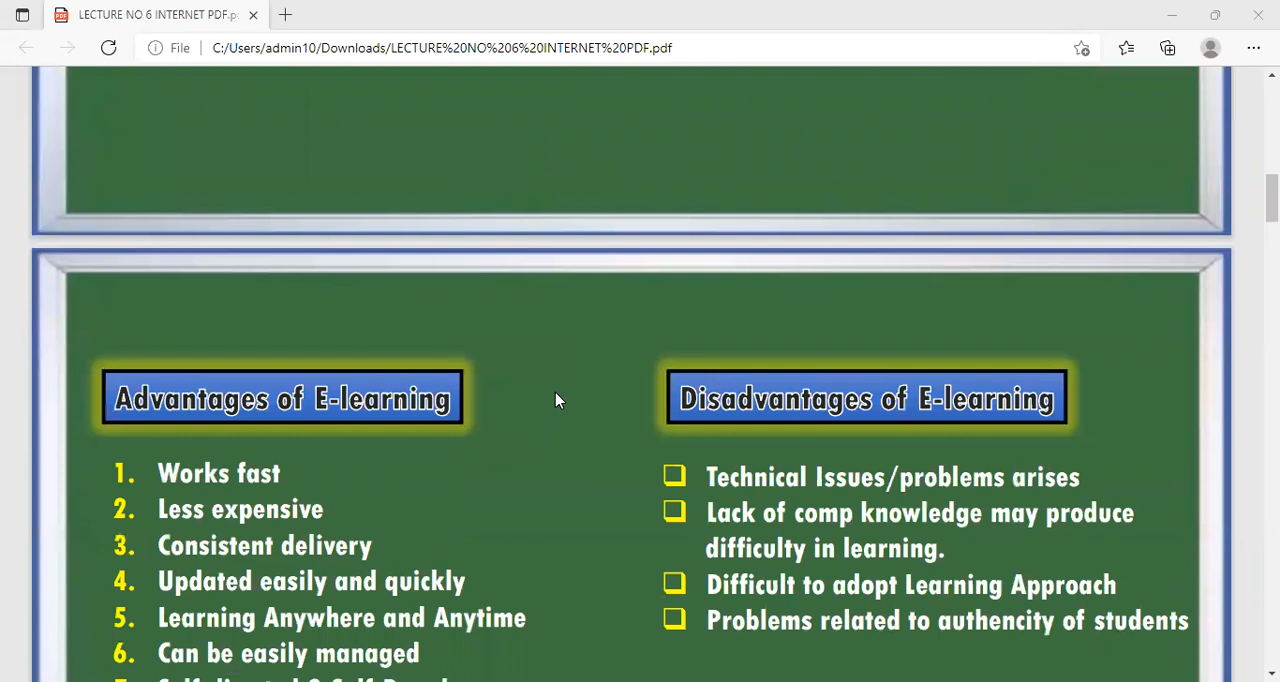 LECTURE NO 6 INTERNET PDF.p
File
C:/Users/admin10/Downloads/LECTURE%20NO%206%20INTERNET%20PDF.pdf
Advantages of E-learning
1. Works fast
2. Less expensive
3. Consistent delivery
4. Updated easily and quickly
5. Learning Anywhere and Anytime
6. Can be easily managed
Disadvantages of E-learning
❑ Technical Issues/problems arises
❑ Lack of comp knowledge may produce
difficulty in learning.
❑ Difficult to adopt Learning Approach
❑ Problems related to authencity of students